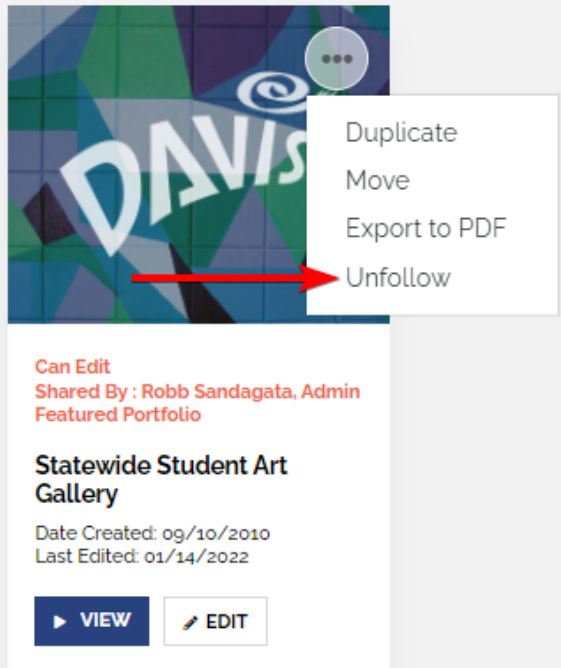 DAVIS
Duplicate
Move
Export to PDF
Unfollow
Can Edit
Shared By : Robb Sandagata, Admin
Featured Portfolio
Statewide Student Art
Gallery
Date Created: 09/10/2010
Last Edited: 01/14/2022
VIEW
EDIT